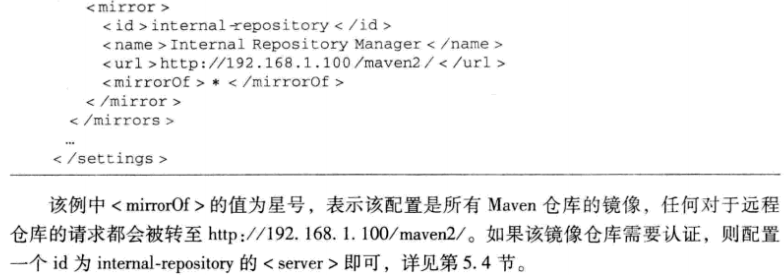 <mirror>
<id>internal-repository</id>
<name>Internal Repository Manager</name>
<url>http://192.168.1.100/maven2/</url>
<mirrorOf>*</mirrorOf>
</mirror>
</mirrors>
…
</settings>
该例中<mirrorOf>的值为星号，表示该配置是所有 Maven 仓库的镜像，任何对于远程
仓库的请求都会被转至 http://192.168.1.100/maven2/。如果该镜像仓库需要认证，则配置
一个 id 为 internal-repository 的<server>即可，详见第 5.4 节。